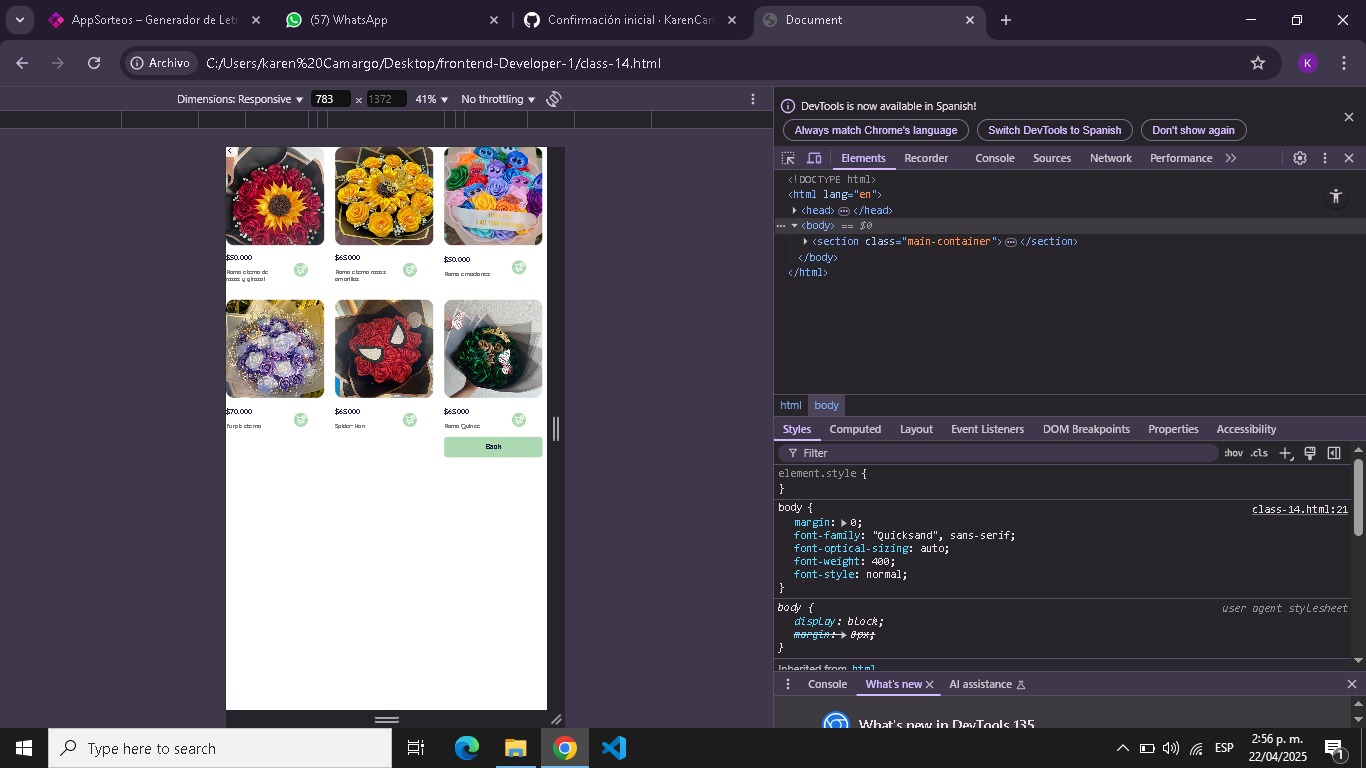 AppSorteos – Generador de Letr
(57) WhatsApp
Confirmación inicial · KarenCam
Document
Archivo
C:/Users/karen%20Camargo/Desktop/frontend-Developer-1/class-14.html
K
Dimensions: Responsive
783 x 1372
41%
No throttling
DevTools is now available in Spanish!
Always match Chrome's language
Switch DevTools to Spanish
Don't show again
Elements
Recorder
Console
Sources
Network
Performance
<!DOCTYPE html>
<html lang="en">
<head> </head>
<body> == $0
<section class="main-container"> </section>
</body>
</html>
html
body
Styles
Computed
Layout
Event Listeners
DOM Breakpoints
Properties
Accessibility
Filter
:hov .cls
element.style {
}
body {
class-14.html:21
margin: 0;
font-family: "Quicksand", sans-serif;
font-optical-sizing: auto;
font-weight: 400;
font-style: normal;
}
body {
user agent stylesheet
display: block;
margin: 8px;
}
Inherited from html
Console
What's new
AI assistance
What's new in DevTools 135
$50.000
Ramo eterno de
rosas y girasol
$65.000
Ramo eterno rosas
amarillas
$50.000
Ramo emociones
$70.000
Purple eterno
$65.000
Spider Man
$65.000
Ramo Quince
Back
Type here to search
ESP
2:56 p. m.
22/04/2025
1